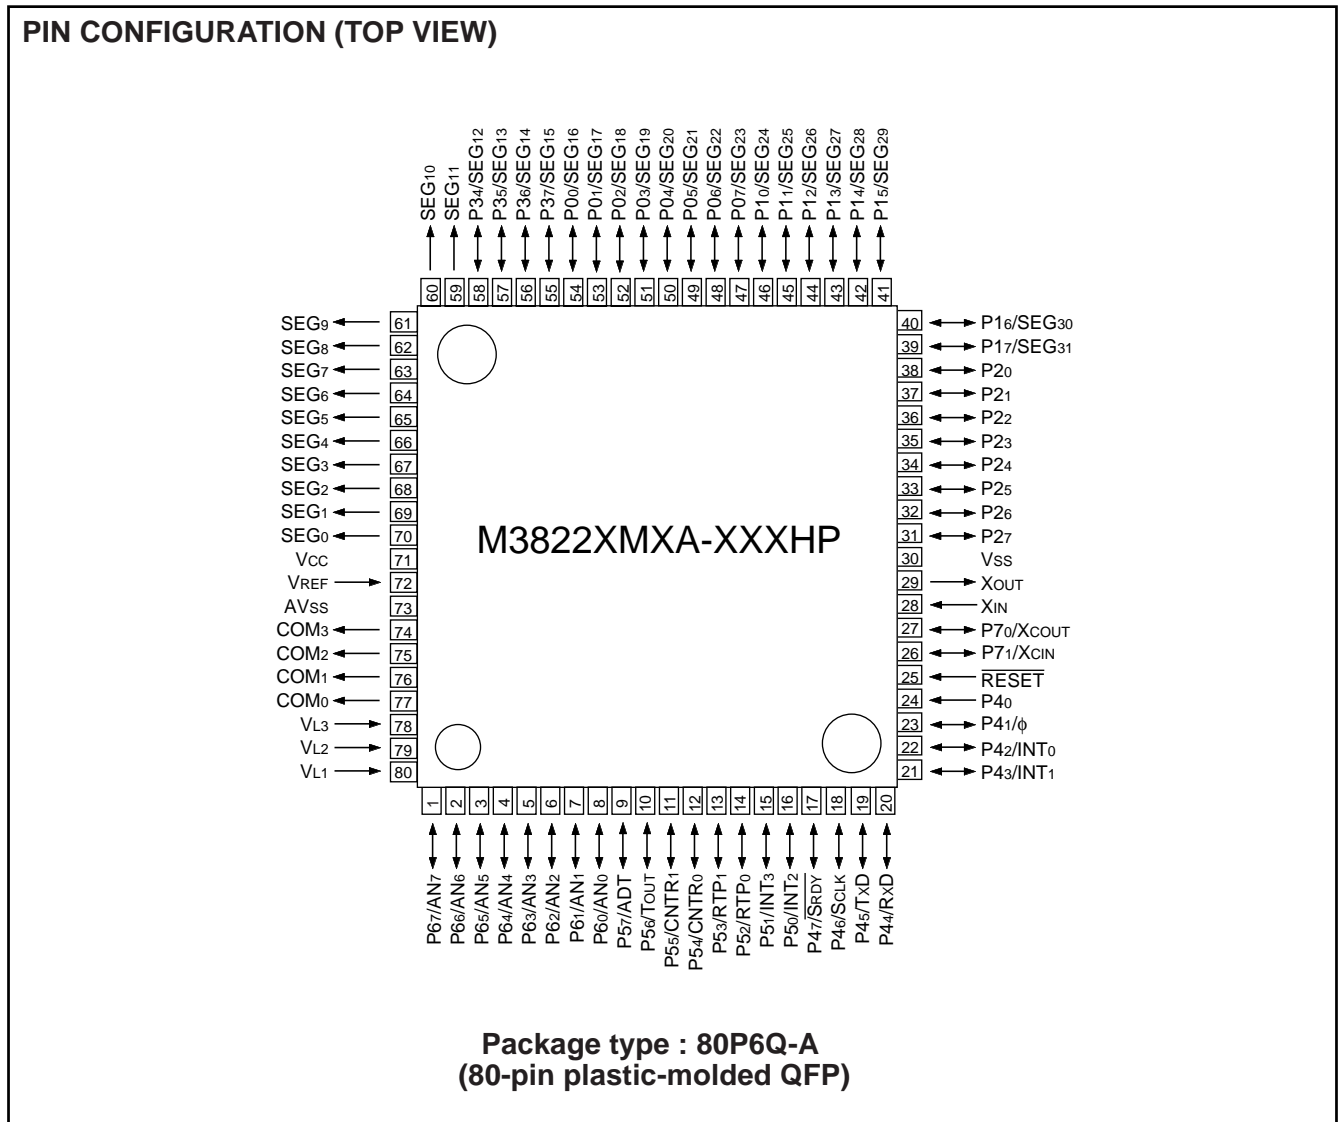 PIN CONFIGURATION (TOP VIEW)
SEG10
SEG11
P34/SEG12
P35/SEG13
P36/SEG14
P37/SEG15
P00/SEG16
P01/SEG17
P02/SEG18
P03/SEG19
P04/SEG20
P05/SEG21
P06/SEG22
P07/SEG23
P10/SEG24
P11/SEG25
P12/SEG26
P13/SEG27
P14/SEG28
P15/SEG29
60 59 58 57 56 55 54 53 52 51 50 49 48 47 46 45 44 43 42 41
SEG9 61
SEG8 62
SEG7 63
SEG6 64
SEG5 65
SEG4 66
SEG3 67
SEG2 68
SEG1 69
SEG0 70
VCC 71
VREF 72
AVSS 73
COM3 74
COM2 75
COM1 76
COM0 77
VL3 78
VL2 79
VL1 80
M3822XMXA-XXXHP
40 P16/SEG30
39 P17/SEG31
38 P20
37 P21
36 P22
35 P23
34 P24
33 P25
32 P26
31 P27
30 VSS
29 XOUT
28 XIN
27 P70/XCOUT
26 P71/XCIN
25 RESET
24 P40
23 P41/ϕ
22 P42/INT0
21 P43/INT1
1 2 3 4 5 6 7 8 9 10 11 12 13 14 15 16 17 18 19 20
P67/AN7
P66/AN6
P65/AN5
P64/AN4
P63/AN3
P62/AN2
P61/AN1
P60/AN0
P57/ADT
P56/TOUT
P55/CNTR1
P54/CNTR0
P53/RTP1
P52/RTP0
P51/INT3
P50/INT2
P47/SRDY
P46/SCLK
P45/TXD
P44/RXD
Package type : 80P6Q-A
(80-pin plastic-molded QFP)